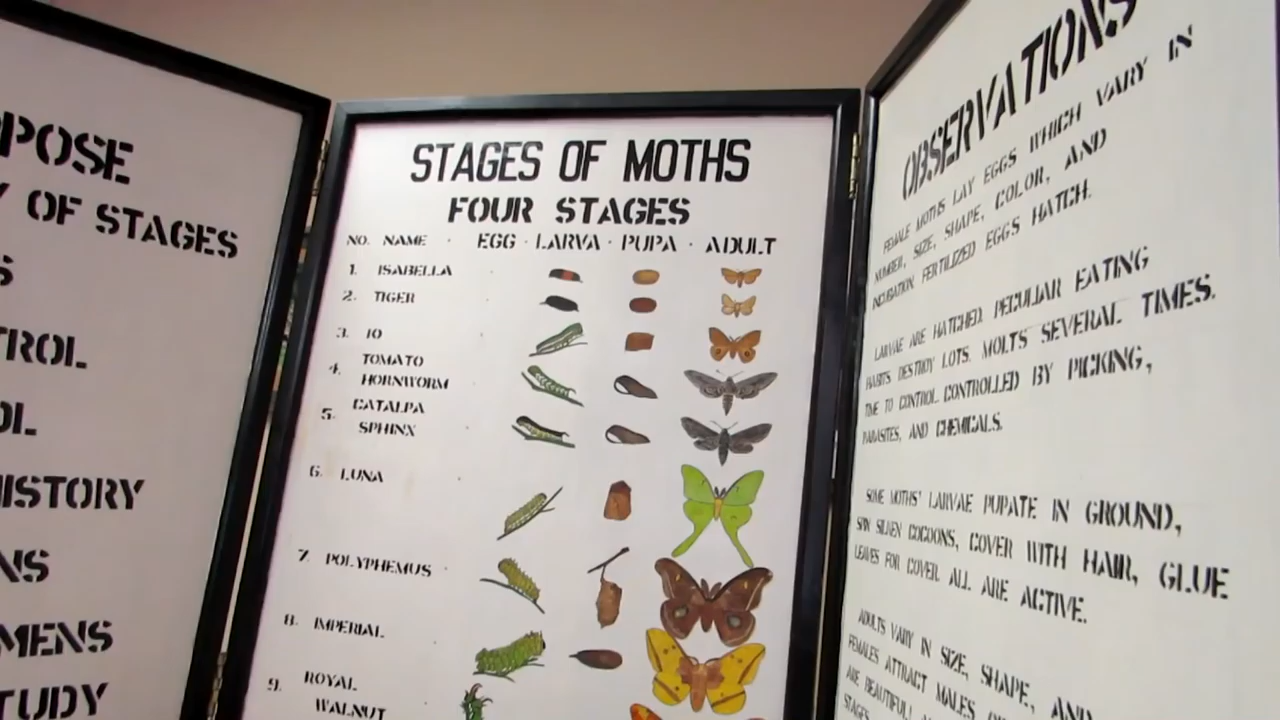 POSE
Y OF STAGES
S
TROL
OL
HISTORY
NS
MENS
TUDY
STAGES OF MOTHS
FOUR STAGES
NO. NAME · EGG · LARVA · PUPA · ADULT
1. ISABELLA
2. TIGER
3. IO
4. TOMATO
HORNWORM
5. CATALPA
SPHINX
6. LUNA
7. POLYPHEMUS
8. IMPERIAL
9. ROYAL
WALNUT
OBSERVATIONS
FEMALE MOTHS LAY EGGS WHICH VARY IN
NUMBER, SIZE, SHAPE, COLOR, AND
INCUBATION. FERTILIZED EGGS HATCH.
LARVAE ARE HATCHED. PECULIAR EATING
HABITS DESTROY LOTS. MOLTS SEVERAL TIMES.
TIME TO CONTROL. CONTROLLED BY PICKING,
PARASITES, AND CHEMICALS.
SOME MOTHS' LARVAE PUPATE IN GROUND,
SPIN SILKEN COCOONS, COVER WITH HAIR, GLUE
LEAVES FOR COVER. ALL ARE ACTIVE.
ADULTS VARY IN SIZE, SHAPE, AND
FEMALES ATTRACT MALES
ARE BEAUTIFUL!
STAGES